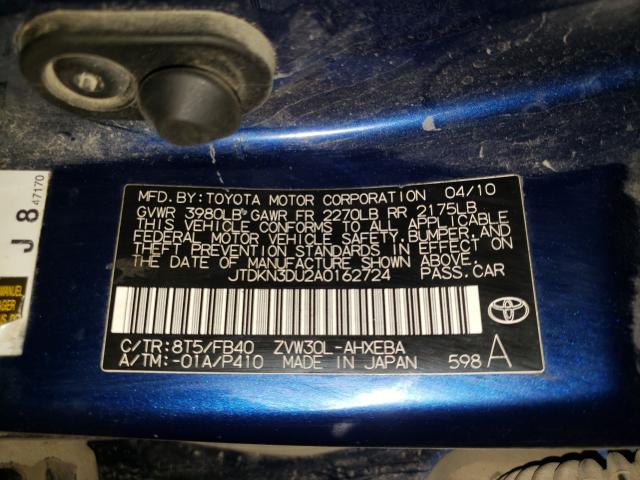 MFD. BY: TOYOTA MOTOR CORPORATION 04/10
GVWR 3980LB GAWR FR 2270LB RR 2175LB
THIS VEHICLE CONFORMS TO ALL APPLICABLE
FEDERAL MOTOR VEHICLE SAFETY, BUMPER, AND
THEFT PREVENTION STANDARDS IN EFFECT ON
THE DATE OF MANUFACTURE SHOWN ABOVE.
JTDKN3DU2A0162724 PASS. CAR
C/TR: 8T5/FB40 ZVW30L-AHXEBA
A/TM: -01A/P410 MADE IN JAPAN 598 A
J 8 47170
MANUEL